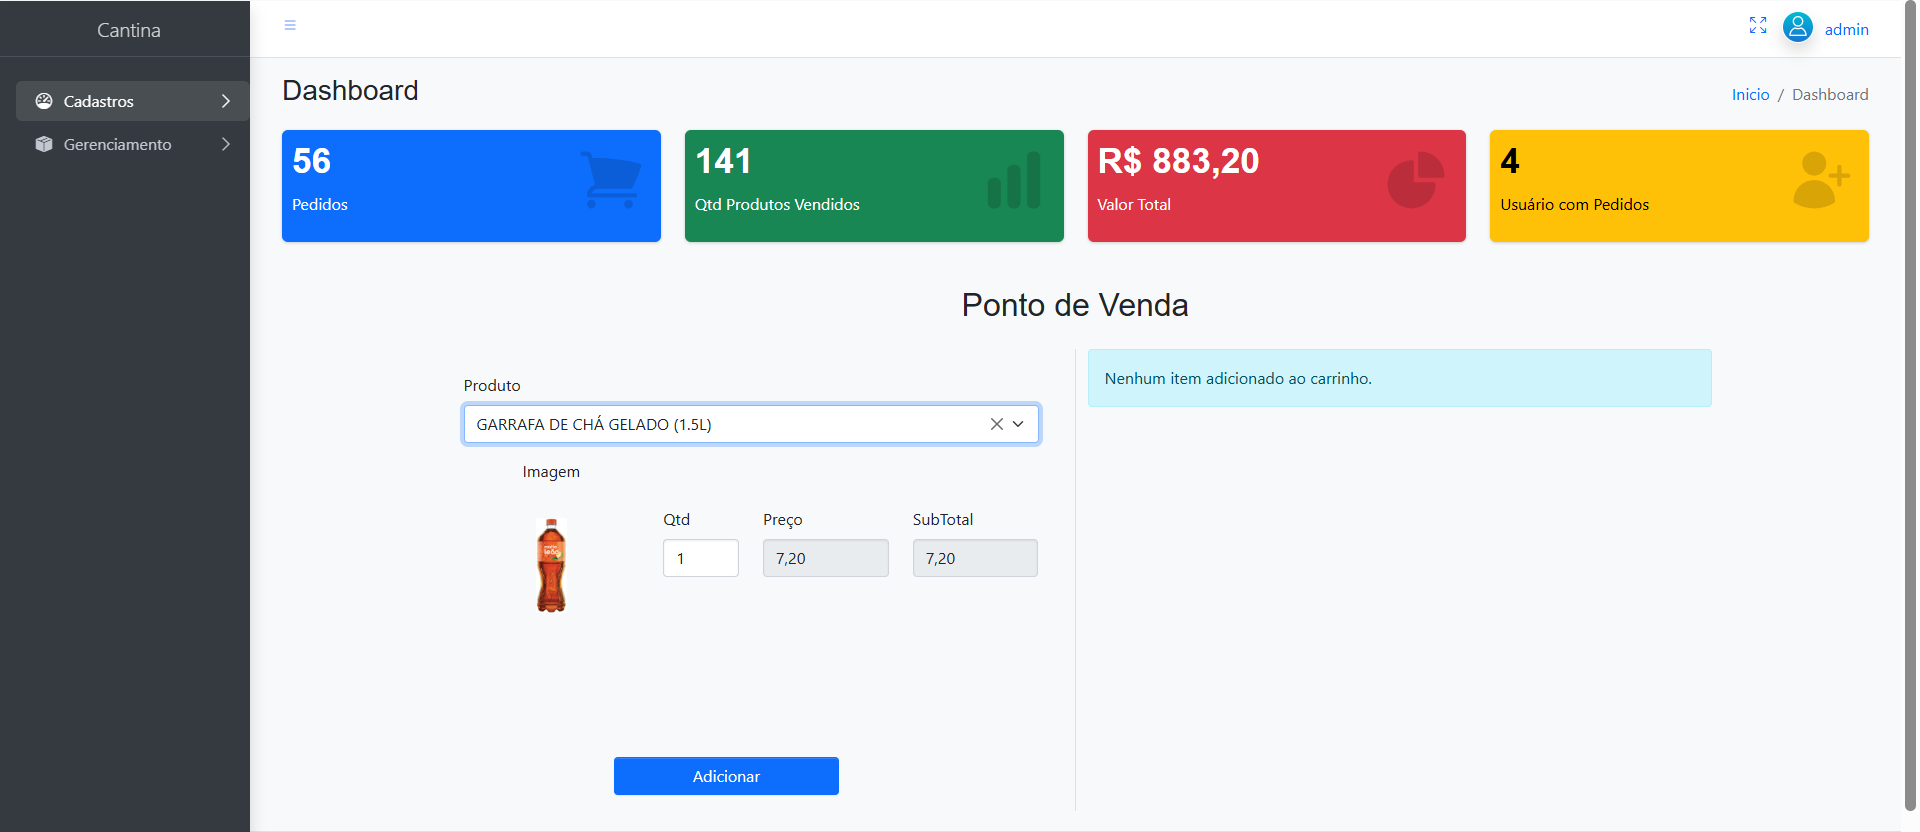 Cantina
admin
Cadastros
Gerenciamento
Dashboard
Inicio / Dashboard
56
Pedidos
141
Qtd Produtos Vendidos
R$ 883,20
Valor Total
4
Usuário com Pedidos
Ponto de Venda
Produto
GARRAFA DE CHÁ GELADO (1.5L)
Nenhum item adicionado ao carrinho.
Imagem
Qtd
Preço
SubTotal
leão
1
7,20
7,20
Adicionar